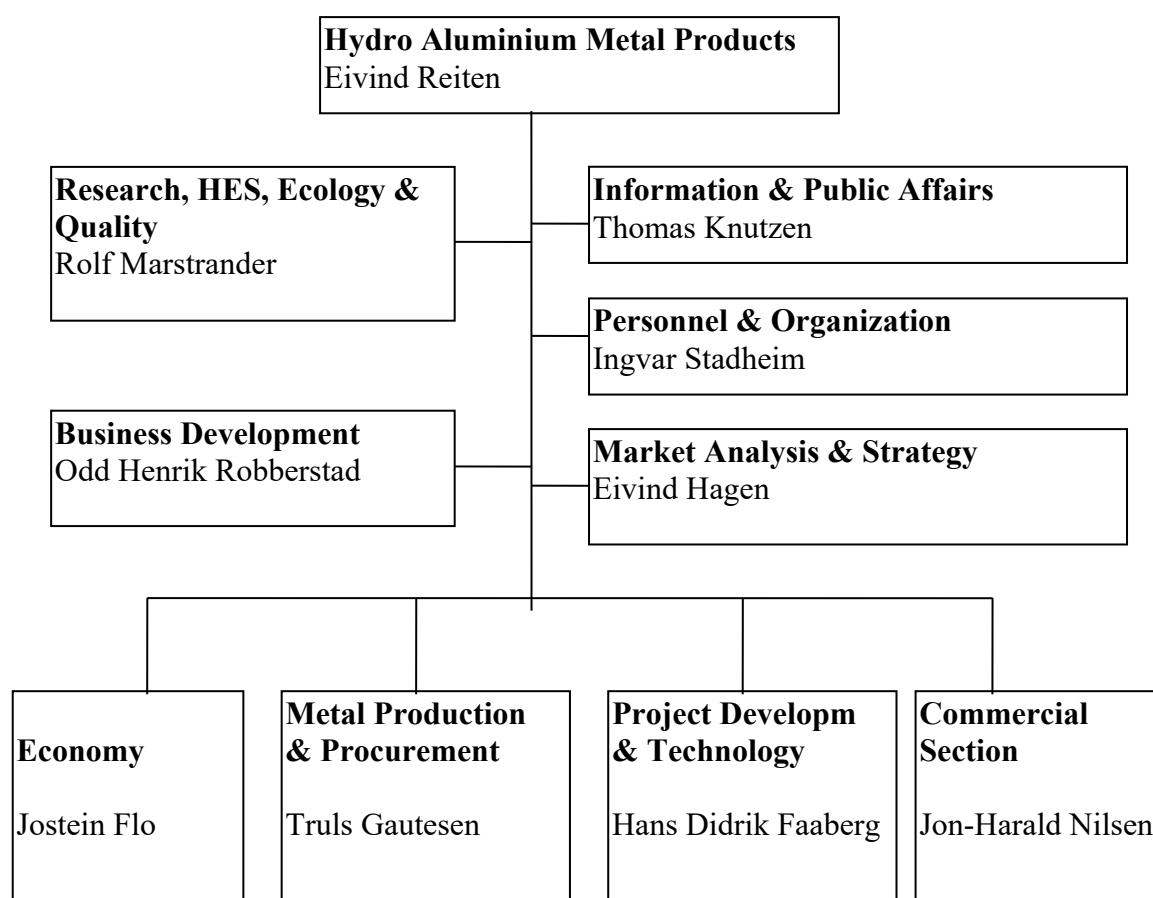 Hydro Aluminium Metal Products
Eivind Reiten
Research, HES, Ecology &
Quality
Rolf Marstrander
Information & Public Affairs
Thomas Knutzen
Personnel & Organization
Ingvar Stadheim
Business Development
Odd Henrik Robberstad
Market Analysis & Strategy
Eivind Hagen
Economy
Jostein Flo
Metal Production
& Procurement
Truls Gautesen
Project Developm
& Technology
Hans Didrik Faaberg
Commercial
Section
Jon-Harald Nilsen